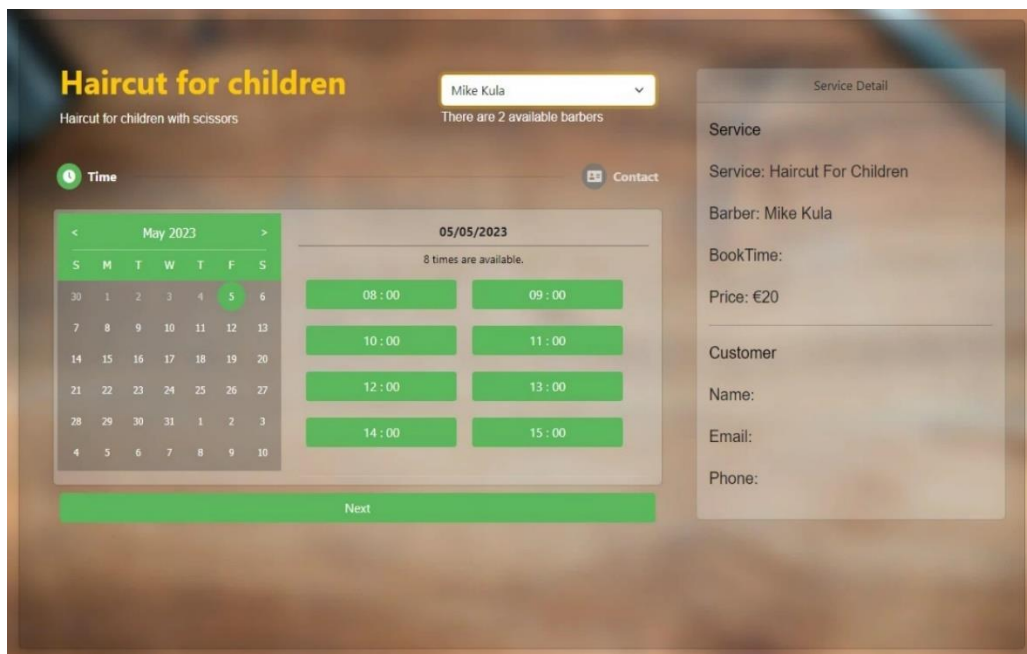 Haircut for children
Haircut for children with scissors
Mike Kula
There are 2 available barbers
Time
Contact
< May 2023 >
S M T W T F S
30 1 2 3 4 5 6
7 8 9 10 11 12 13
14 15 16 17 18 19 20
21 22 23 24 25 26 27
28 29 30 31 1 2 3
4 5 6 7 8 9 10
05/05/2023
8 times are available.
08 : 00 09 : 00
10 : 00 11 : 00
12 : 00 13 : 00
14 : 00 15 : 00
Next
Service Detail
Service
Service: Haircut For Children
Barber: Mike Kula
BookTime:
Price: €20
Customer
Name:
Email:
Phone: